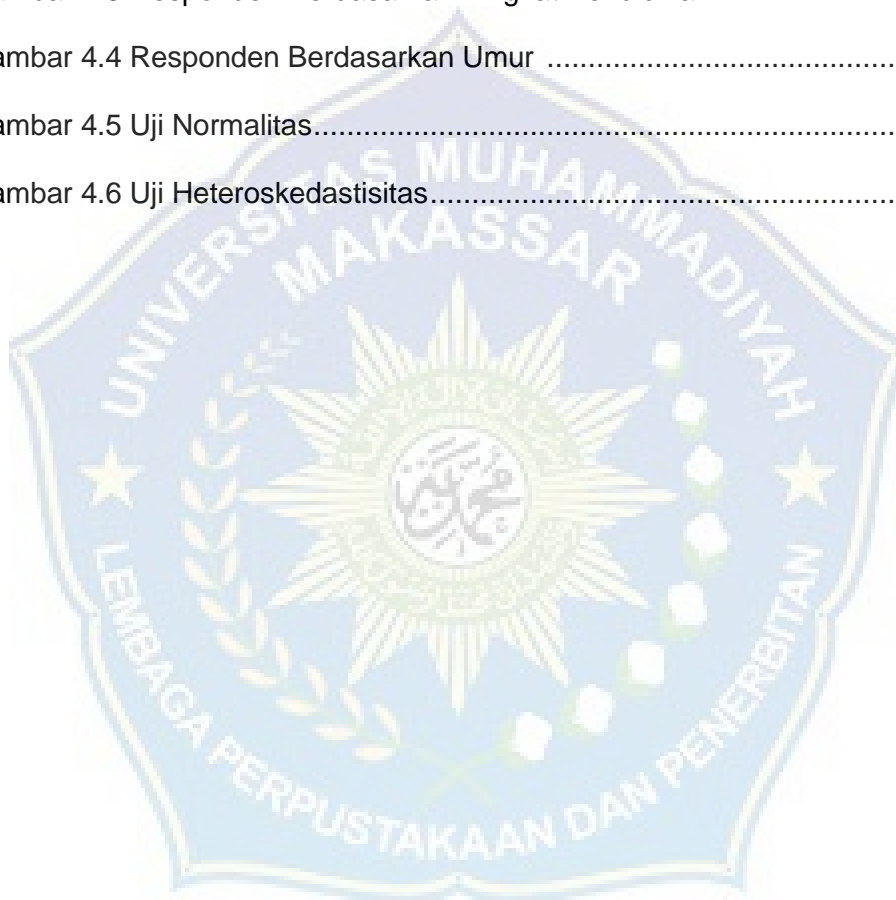 ambar 4.4 Responden Berdasarkan Umur ..........................................
ambar 4.5 Uji Normalitas......................................................................
ambar 4.6 Uji Heteroskedastisitas........................................................
UNIVERSITAS MUHAMMADIYAH
MAKASSAR
LEMBAGA PERPUSTAKAAN DAN PENERBITAN